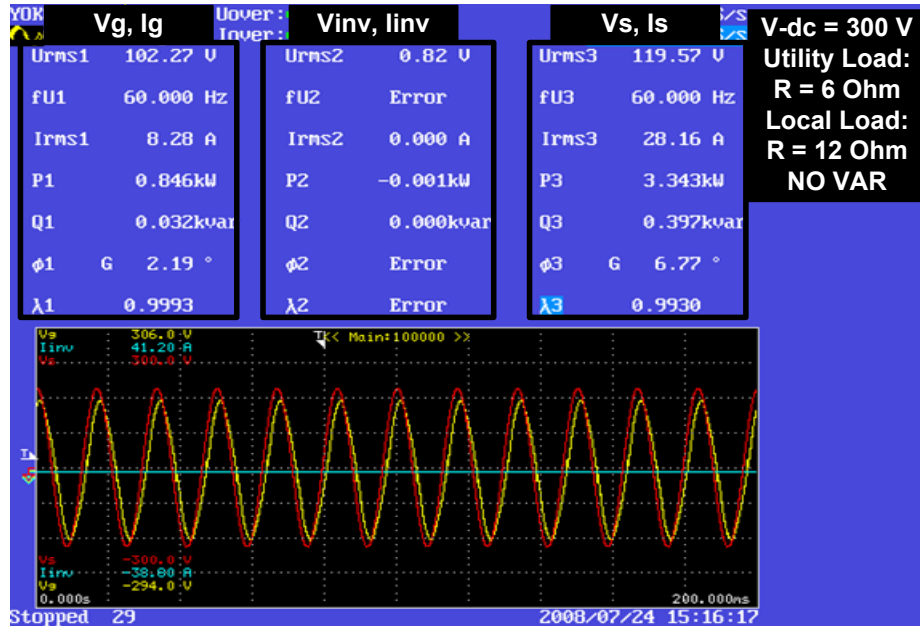 YOK
Uover:
Iover:
Vg, Ig
Vinv, Iinv
Vs, Is
V-dc = 300 V
Utility Load:
R = 6 Ohm
Local Load:
R = 12 Ohm
NO VAR
Urms1 102.27 V
fU1 60.000 Hz
Irms1 8.28 A
P1 0.846kW
Q1 0.032kvar
φ1 G 2.19 °
λ1 0.9993
Urms2 0.82 V
fU2 Error
Irms2 0.000 A
P2 -0.001kW
Q2 0.000kvar
φ2 Error
λ2 Error
Urms3 119.57 V
fU3 60.000 Hz
Irms3 28.16 A
P3 3.343kW
Q3 0.397kvar
φ3 G 6.77 °
λ3 0.9930
Vg 306.0 V
Iinv 41.20 A
Vs 300.0 V
<< Main:100000 >>
T
Vs -300.0 V
Iinv -38.80 A
Vg -294.0 V
0.000s 200.000ms
Stopped 29 2008/07/24 15:16:17